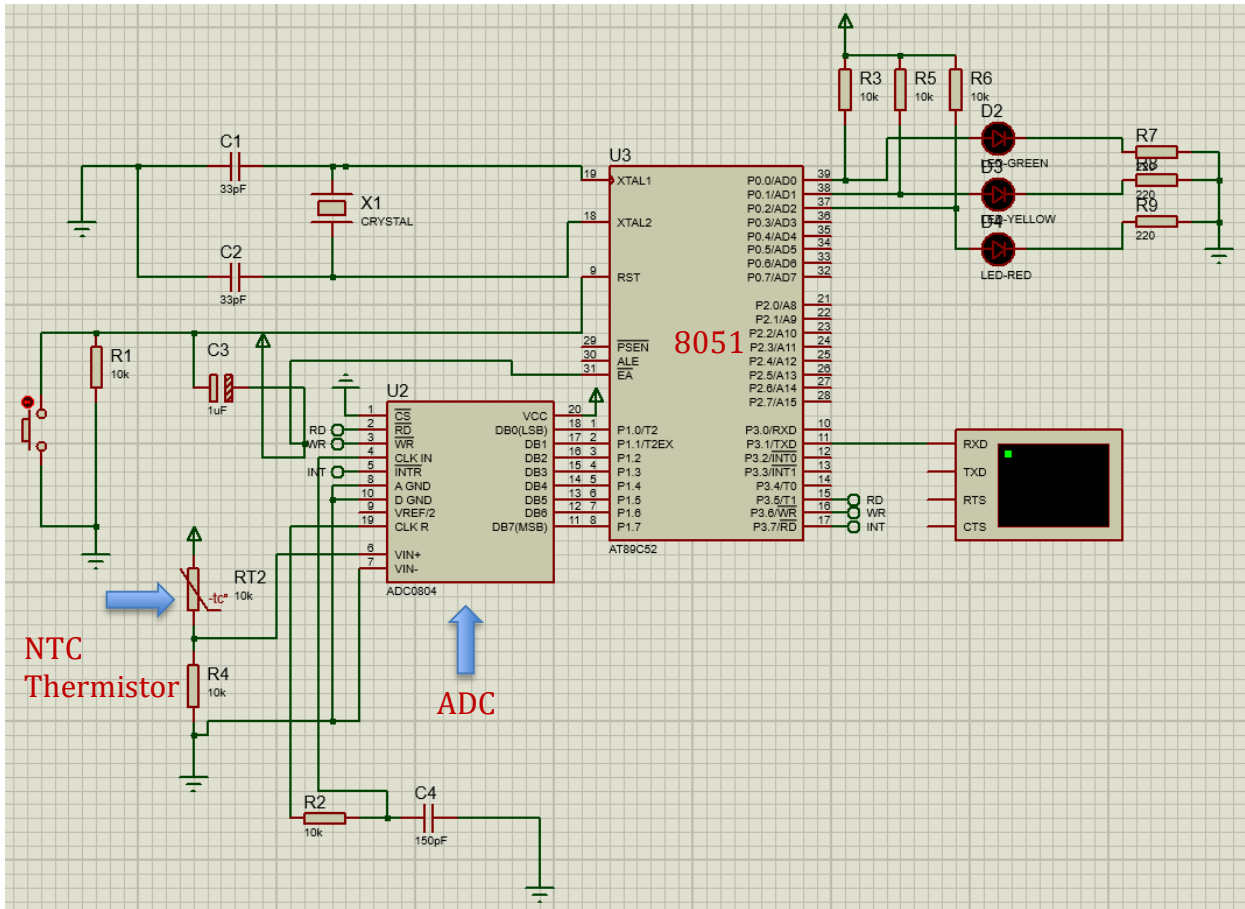 C1
33pF
X1
CRYSTAL
C2
33pF
R1
10k
C3
1uF
U3
19 XTAL1
18 XTAL2
9 RST
29 PSEN
30 ALE
31 EA
P0.0/AD0 39
P0.1/AD1 38
P0.2/AD2 37
P0.3/AD3 36
P0.4/AD4 35
P0.5/AD5 34
P0.6/AD6 33
P0.7/AD7 32
P2.0/A8 21
P2.1/A9 22
P2.2/A10 23
P2.3/A11 24
P2.4/A12 25
P2.5/A13 26
P2.6/A14 27
P2.7/A15 28
8051
1 P1.0/T2
2 P1.1/T2EX
3 P1.2
4 P1.3
5 P1.4
6 P1.5
7 P1.6
8 P1.7
P3.0/RXD 10
P3.1/TXD 11
P3.2/INT0 12
P3.3/INT1 13
P3.4/T0 14
P3.5/T1 15 RD
P3.6/WR 16 WR
P3.7/RD 17 INT
AT89C52
R3
10k
R5
10k
R6
10k
D2
LED-GREEN
D3
LED-YELLOW
D4
LED-RED
R7
220
R8
220
R9
220
RXD
TXD
RTS
CTS
U2
1 CS
RD 2 RD
WR 3 WR
4 CLK IN
INT 5 INTR
8 A GND
10 D GND
9 VREF/2
19 CLK R
6 VIN+
7 VIN-
VCC 20
DB0(LSB) 18
DB1 17
DB2 16
DB3 15
DB4 14
DB5 13
DB6 12
DB7(MSB) 11
ADC0804
RT2
10k
-tc°
NTC
Thermistor
R4
10k
ADC
R2
10k
C4
150pF